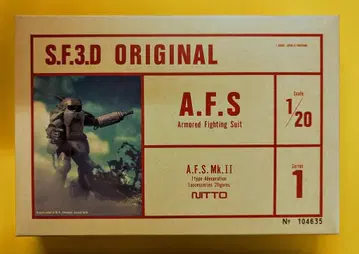 S.F.3.D ORIGINAL
A.F.S
Armored Fighting Suit
Scale
1/20
A.F.S. Mk.II
NITTO
Series
1
Nº 104635